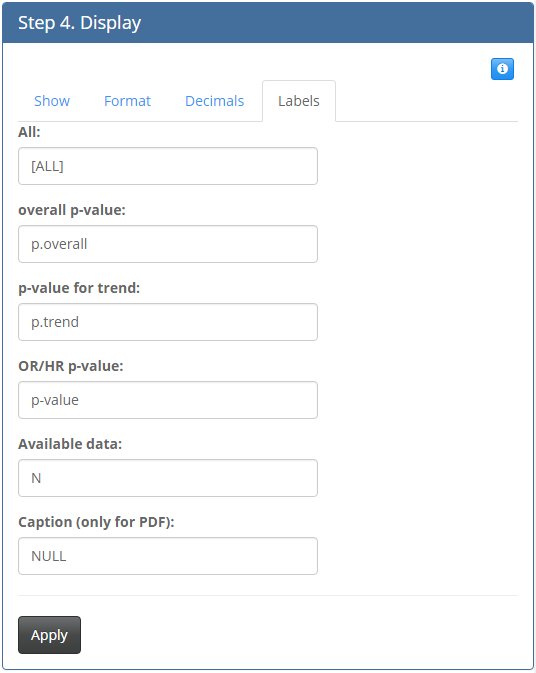 Step 4. Display
Show Format Decimals Labels
All:
[ALL]
overall p-value:
p.overall
p-value for trend:
p.trend
OR/HR p-value:
p-value
Available data:
N
Caption (only for PDF):
NULL
Apply